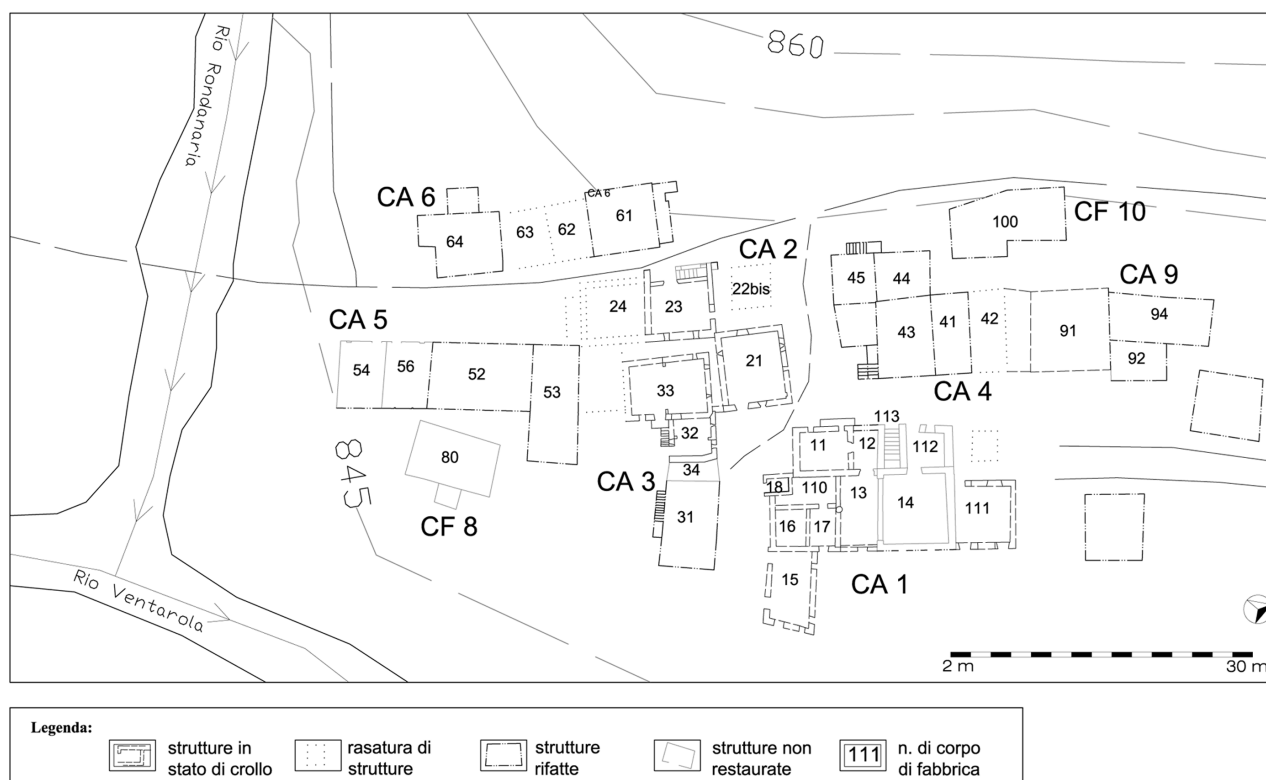 860
Rio Rondanaria
CA 6
CA 6
61
62
63
64
CF 10
100
CA 2
22bis
45
44
CA 9
94
24
23
CA 5
43
41
42
91
92
21
54
56
52
53
33
CA 4
113
32
11
12
112
845
80
CA 3
34
18
110
13
14
111
31
16
17
CF 8
15
CA 1
Rio Ventarola
2 m
30 m
Legenda:
strutture in
stato di crollo
rasatura di
strutture
strutture
rifatte
strutture non
restaurate
111
n. di corpo
di fabbrica